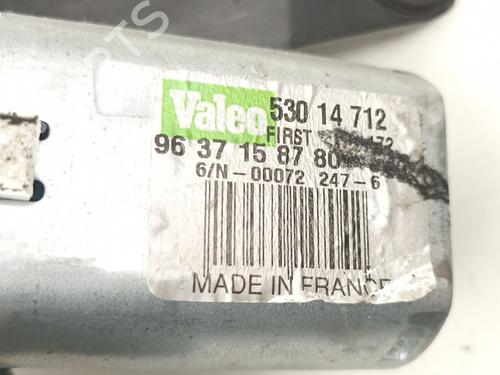 Valeo 530 14 712
FIRST
96 37 15 87 80
6/N-00072 247-6
MADE IN FRANCE